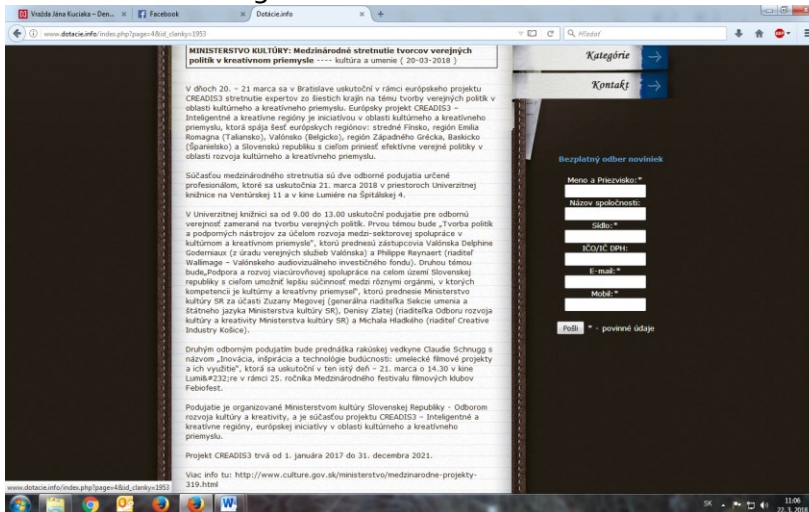 Vražda Jána Kuciaka – Den...
Facebook
Dotácie.info
www.dotacie.info/index.php?page=4&id_clanky=1953
Hľadať
MINISTERSTVO KULTÚRY: Medzinárodné stretnutie tvorcov verejných
politík v kreatívnom priemysle ---- kultúra a umenie ( 20-03-2018 )
V dňoch 20. – 21 marca sa v Bratislave uskutoční v rámci európskeho projektu
CREADIS3 stretnutie expertov zo šiestich krajín na tému tvorby verejných politík v
oblasti kultúrneho a kreatívneho priemyslu. Európsky projekt CREADIS3 –
Inteligentné a kreatívne regióny je iniciatívou v oblasti kultúrneho a kreatívneho
priemyslu, ktorá spája šesť európskych regiónov: stredné Fínsko, región Emilia
Romagna (Taliansko), Valónsko (Belgicko), región Západného Grécka, Baskicko
(Španielsko) a Slovenskú republiku s cieľom priniesť efektívne verejné politiky v
oblasti rozvoja kultúrneho a kreatívneho priemyslu.
Súčasťou medzinárodného stretnutia sú dve odborné podujatia určené
profesionálom, ktoré sa uskutočnia 21. marca 2018 v priestoroch Univerzitnej
knižnice na Ventúrskej 11 a v kine Lumiére na Špitálskej 4.
V Univerzitnej knižnici sa od 9.00 do 13.00 uskutoční podujatie pre odbornú
verejnosť zamerané na tvorbu verejných politík. Prvou témou bude „Tvorba politík
a podporných nástrojov za účelom rozvoja medzi-sektorovej spolupráce v
kultúrnom a kreatívnom priemysle“, ktorú prednesú zástupcovia Valónska Delphine
Goderniaux (z úradu verejných služieb Valónska) a Philippe Reynaert (riaditeľ
Wallimage – Valónskeho audiovizuálneho investičného fondu). Druhou témou
bude„Podpora a rozvoj viacúrovňovej spolupráce na celom území Slovenskej
republiky s cieľom umožniť lepšiu súčinnosť medzi rôznymi orgánmi, v ktorých
kompetencii je kultúrny a kreatívny priemysel“, ktorú prednesie Ministerstvo
kultúry SR za účasti Zuzany Megovej (generálna riaditeľka Sekcie umenia a
štátneho jazyka Ministerstva kultúry SR), Denisy Zlatej (riaditeľka Odboru rozvoja
kultúry a kreativity Ministerstva kultúry SR) a Michala Hladkého (riaditeľ Creative
Industry Košice).
Druhým odborným podujatím bude prednáška rakúskej vedkyne Claudie Schnugg s
názvom „Inovácia, inšpirácia a technológie budúcnosti: umelecké filmové projekty
a ich využitie“, ktorá sa uskutoční v ten istý deň – 21. marca o 14.30 v kine
Lumi&#232;re v rámci 25. ročníka Medzinárodného festivalu filmových klubov
Febiofest.
Podujatie je organizované Ministerstvom kultúry Slovenskej Republiky - Odborom
rozvoja kultúry a kreativity, a je súčasťou projektu CREADIS3 – Inteligentné a
kreatívne regióny, európskej iniciatívy v oblasti kultúrneho a kreatívneho
priemyslu.
Projekt CREADIS3 trvá od 1. januára 2017 do 31. decembra 2021.
Viac info tu: http://www.culture.gov.sk/ministerstvo/medzinarodne-projekty-
319.html
Kategórie
Kontakt
Bezplatný odber noviniek
Meno a Priezvisko:*
Názov spoločnosti:
Sídlo:*
IČO/IČ DPH:
E-mail:*
Mobil:*
Pošli * - povinné údaje
www.dotacie.info/index.php?page=4&id_clanky=1953
SK
11:06
22. 3. 2018